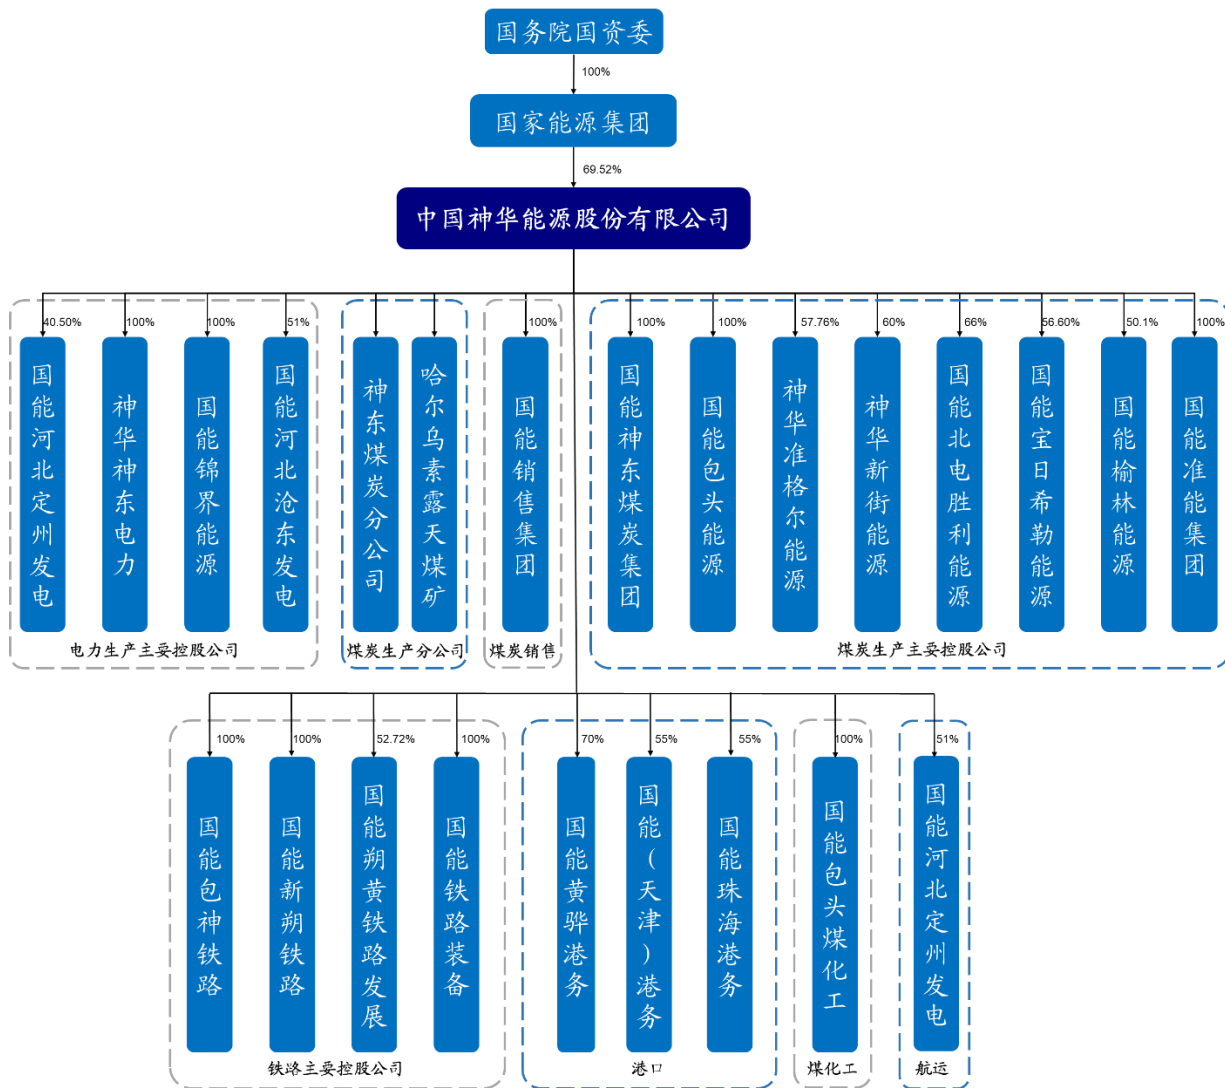 国务院国资委
100%
国家能源集团
69.52%
中国神华能源股份有限公司
40.50%
100%
100%
51%
100%
100%
100%
57.76%
60%
66%
56.60%
50.1%
100%
国能河北定州发电
神华神东电力
国能锦界能源
国能河北沧东发电
神东煤炭分公司
哈尔乌素露天煤矿
国能销售集团
国能神东煤炭集团
国能包头能源
神华准格尔能源
神华新街能源
国能北电胜利能源
国能宝日希勒能源
国能榆林能源
国能准能集团
电力生产主要控股公司
煤炭生产分公司
煤炭销售
煤炭生产主要控股公司
100%
100%
52.72%
100%
70%
55%
55%
100%
51%
国能包神铁路
国能新朔铁路
国能朔黄铁路发展
国能铁路装备
国能黄骅港务
国能(天津)港务
国能珠海港务
国能包头煤化工
国能河北定州发电
铁路主要控股公司
港口
煤化工
航运